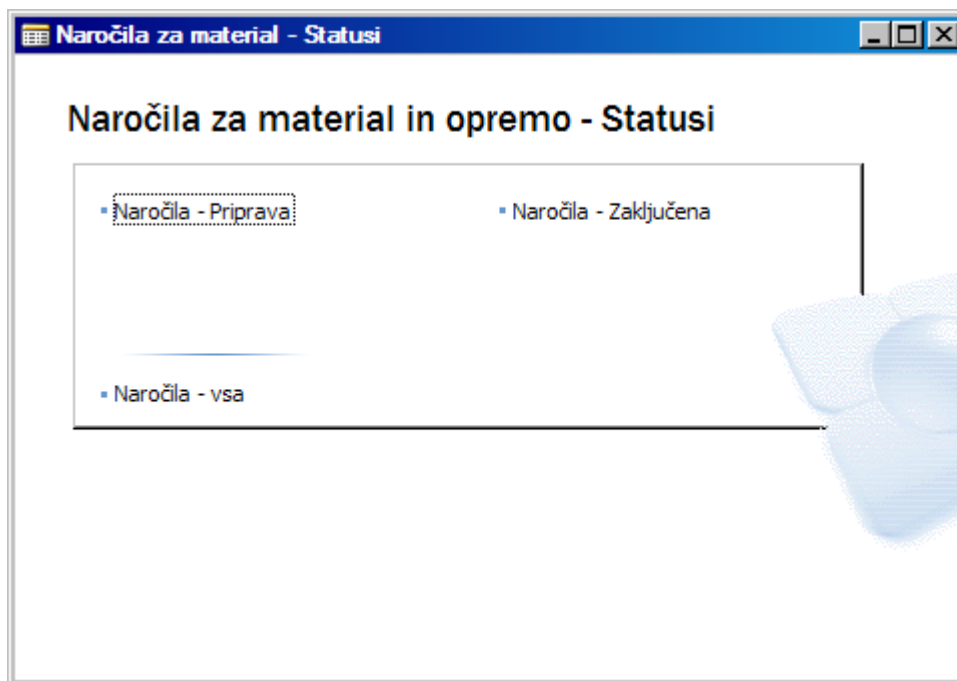 Naročila za material - Statusi
Naročila za material in opremo - Statusi
Naročila - Priprava
Naročila - Zaključena
Naročila - vsa